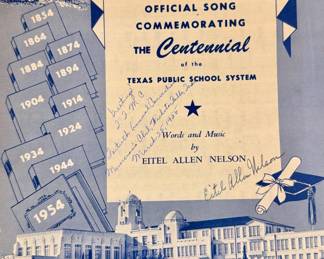 1854
1864
1874
1884
1894
1904
1914
1924
1934
1944
1954
OFFICIAL SONG
COMMEMORATING
THE Centennial
of the
TEXAS PUBLIC SCHOOL SYSTEM
Words and Music
by
EITEL ALLEN NELSON
Eitel Allen Nelson